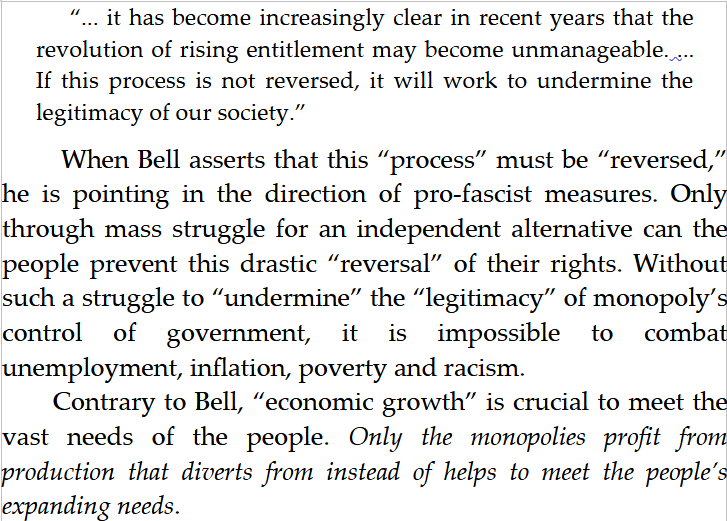 “... it has become increasingly clear in recent years that the
revolution of rising entitlement may become unmanageable. ...
If this process is not reversed, it will work to undermine the
legitimacy of our society.”
When Bell asserts that this “process” must be “reversed,”
he is pointing in the direction of pro-fascist measures. Only
through mass struggle for an independent alternative can the
people prevent this drastic “reversal” of their rights. Without
such a struggle to “undermine” the “legitimacy” of monopoly’s
control of government, it is impossible to combat
unemployment, inflation, poverty and racism.
Contrary to Bell, “economic growth” is crucial to meet the
vast needs of the people. Only the monopolies profit from
production that diverts from instead of helps to meet the people’s
expanding needs.